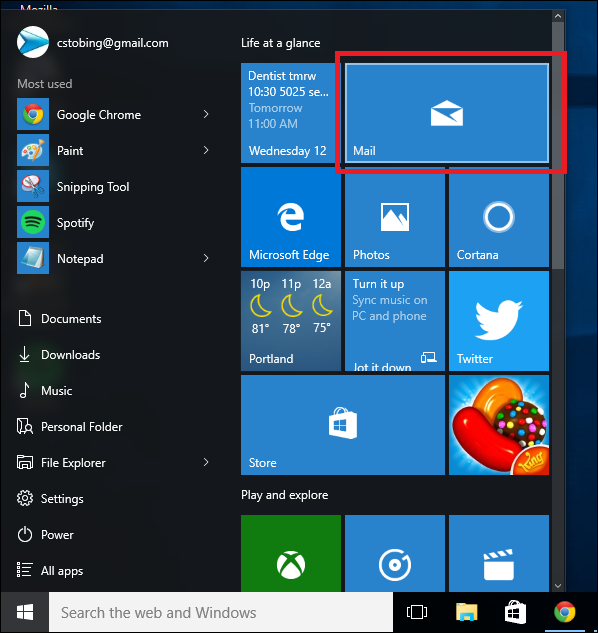 Mozilla
cstobing@gmail.com
Most used
Google Chrome
Paint
Snipping Tool
Spotify
Notepad
Documents
Downloads
Music
Personal Folder
File Explorer
Settings
Power
All apps
Life at a glance
Dentist tmrw
10:30 5025 se...
Tomorrow
11:00 AM
Wednesday 12
Mail
Microsoft Edge
Photos
Cortana
10p 11p 12a
81° 78° 75°
Portland
Turn it up
Sync music on
PC and phone
Jot it down
Twitter
Store
King
Play and explore
Search the web and Windows